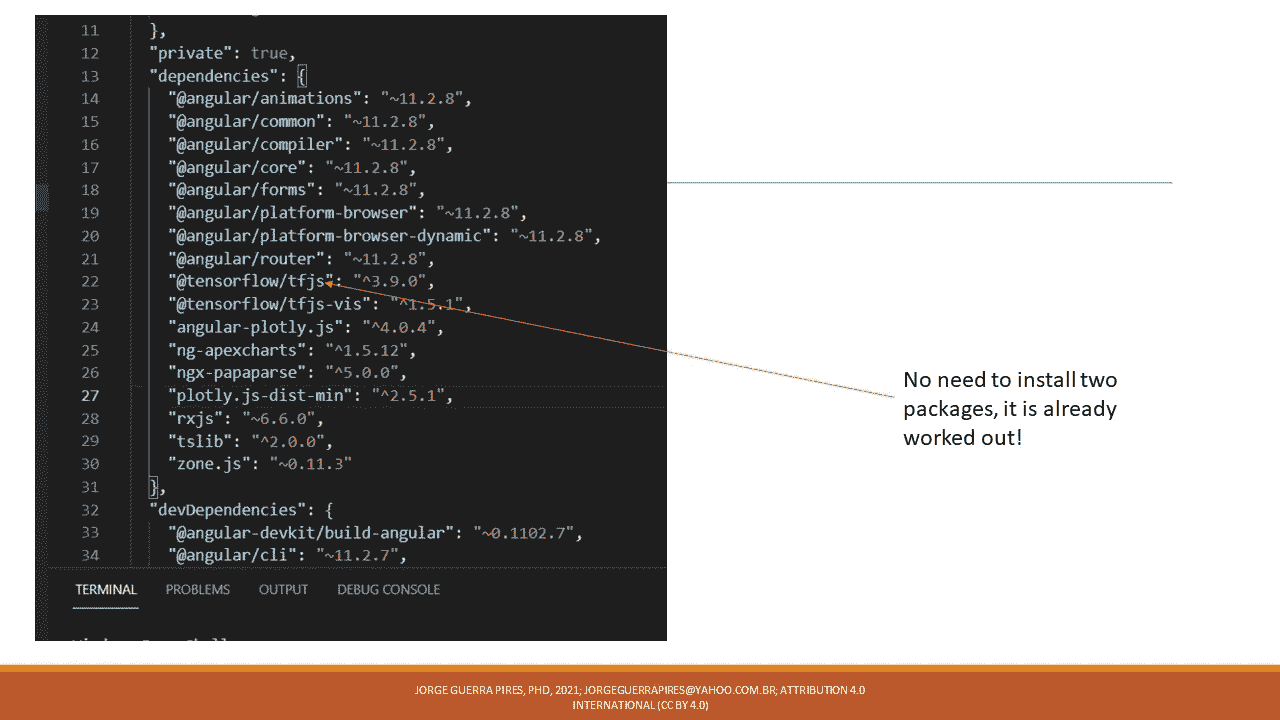 11 },
12 "private": true,
13 "dependencies": {
14 "@angular/animations": "~11.2.8",
15 "@angular/common": "~11.2.8",
16 "@angular/compiler": "~11.2.8",
17 "@angular/core": "~11.2.8",
18 "@angular/forms": "~11.2.8",
19 "@angular/platform-browser": "~11.2.8",
20 "@angular/platform-browser-dynamic": "~11.2.8",
21 "@angular/router": "~11.2.8",
22 "@tensorflow/tfjs": "^3.9.0",
23 "@tensorflow/tfjs-vis": "^1.5.1",
24 "angular-plotly.js": "^4.0.4",
25 "ng-apexcharts": "^1.5.12",
26 "ngx-papaparse": "^5.0.0",
27 "plotly.js-dist-min": "^2.5.1",
28 "rxjs": "~6.6.0",
29 "tslib": "^2.0.0",
30 "zone.js": "~0.11.3"
31 },
32 "devDependencies": {
33 "@angular-devkit/build-angular": "~0.1102.7",
34 "@angular/cli": "~11.2.7",
TERMINAL PROBLEMS OUTPUT DEBUG CONSOLE
No need to install two
packages, it is already
worked out!
JORGE GUERRA PIRES, PHD, 2021; JORGEGUERRAPIRES@YAHOO.COM.BR; ATTRIBUTION 4.0
INTERNATIONAL (CC BY 4.0)